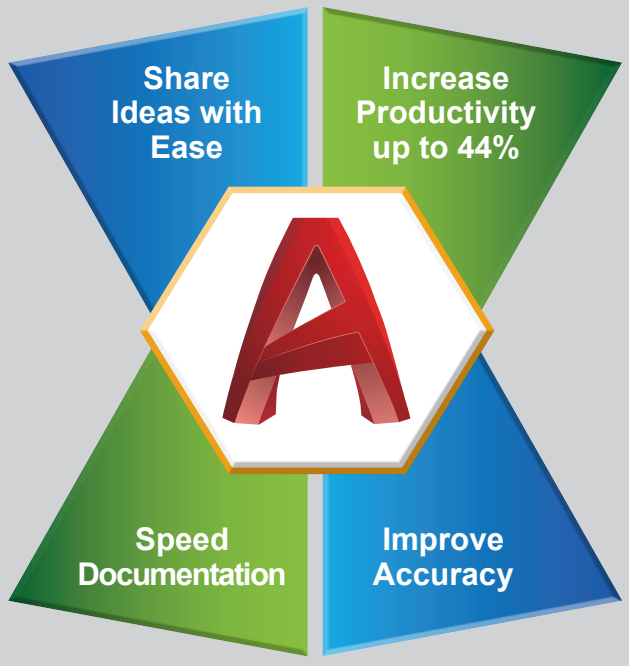 Share
Ideas with
Ease
Increase
Productivity
up to 44%
A
Speed
Documentation
Improve
Accuracy